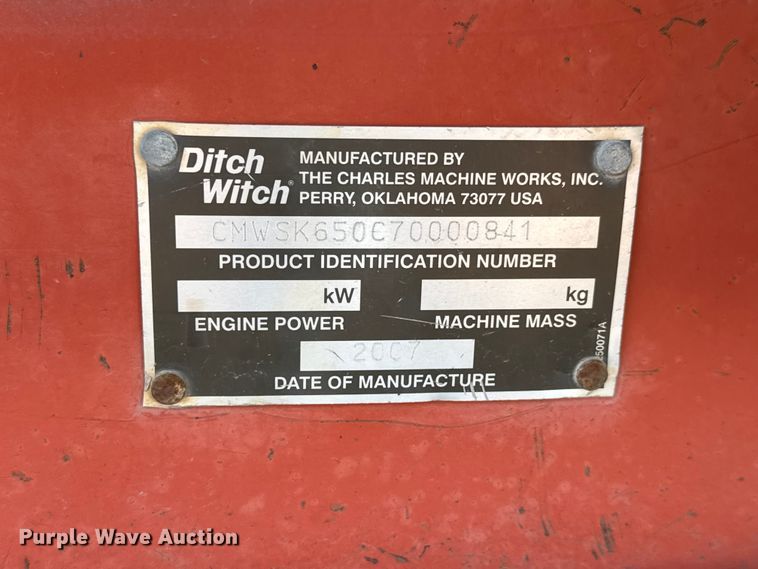 Ditch Witch®
MANUFACTURED BY
THE CHARLES MACHINE WORKS, INC.
PERRY, OKLAHOMA 73077 USA
CMWSK650C70000841
PRODUCT IDENTIFICATION NUMBER
kW
kg
ENGINE POWER
MACHINE MASS
2007
DATE OF MANUFACTURE
Purple Wave Auction